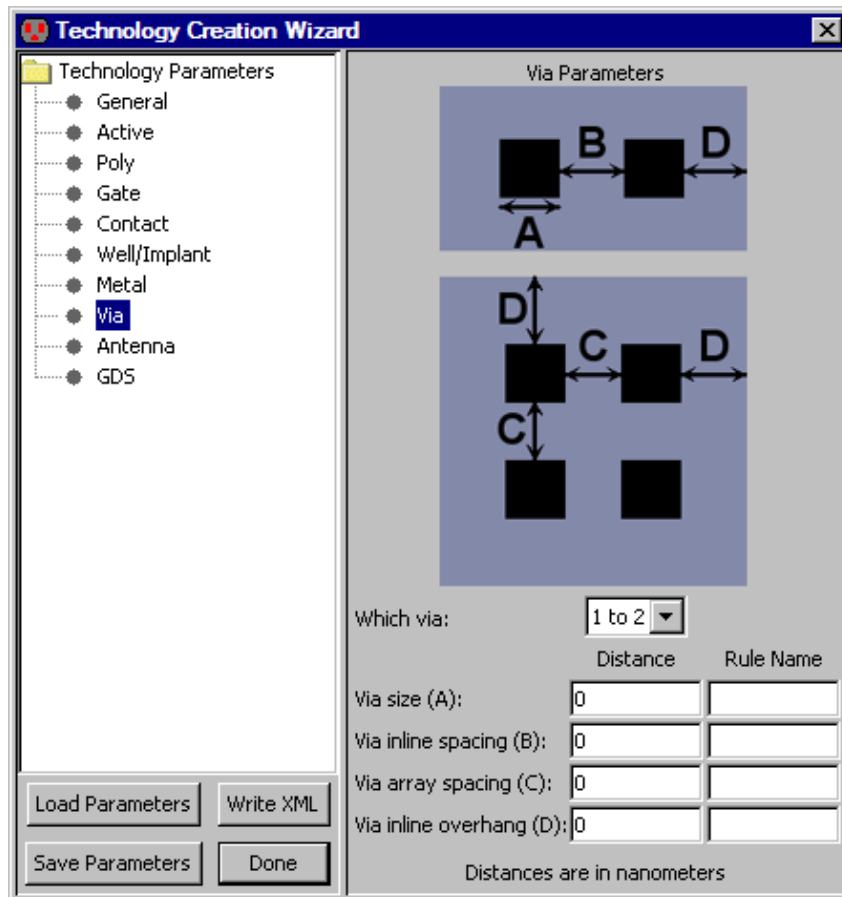 Technology Creation Wizard
Technology Parameters
General
Active
Poly
Gate
Contact
Well/Implant
Metal
Via
Antenna
GDS
Load Parameters
Write XML
Save Parameters
Done
Via Parameters
B D
A
D
C D
C
Which via: 1 to 2
Distance Rule Name
Via size (A): 0
Via inline spacing (B): 0
Via array spacing (C): 0
Via inline overhang (D): 0
Distances are in nanometers